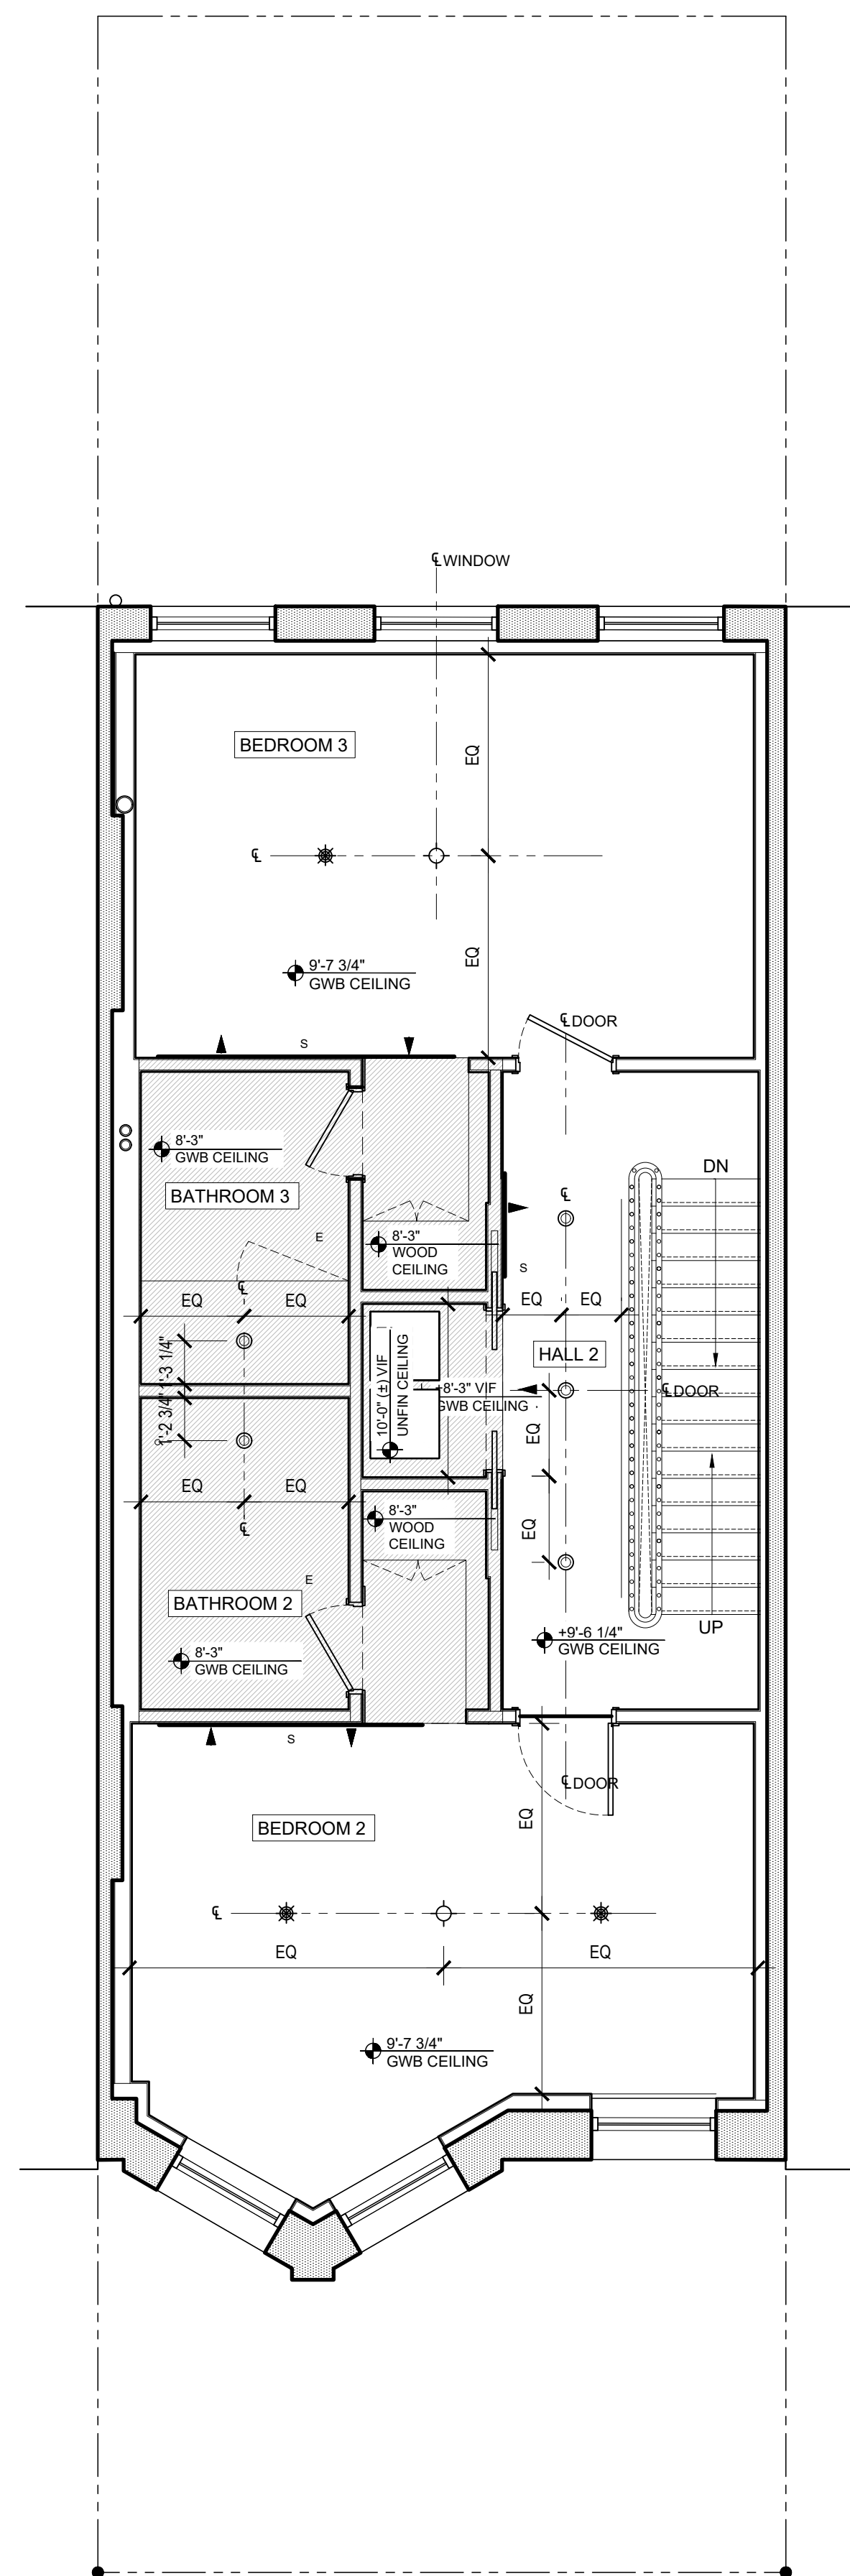 ℄ WINDOW
BEDROOM 3
EQ
℄
EQ
9'-7 3/4"
GWB CEILING
℄ DOOR
S
8'-3"
GWB CEILING
DN
BATHROOM 3
℄
E
8'-3"
WOOD
CEILING
S
℄
EQ EQ
EQ EQ
1'-3 1/4"
HALL 2
10'-0" (±) VIF
UNFIN CEILING
+8'-3" VIF
GWB CEILING
℄ DOOR
1'-2 3/4"
EQ
EQ EQ
8'-3"
WOOD
CEILING
℄
EQ
E
BATHROOM 2
UP
8'-3"
GWB CEILING
+9'-6 1/4"
GWB CEILING
S
℄ DOOR
BEDROOM 2
EQ
℄
EQ EQ
EQ
9'-7 3/4"
GWB CEILING